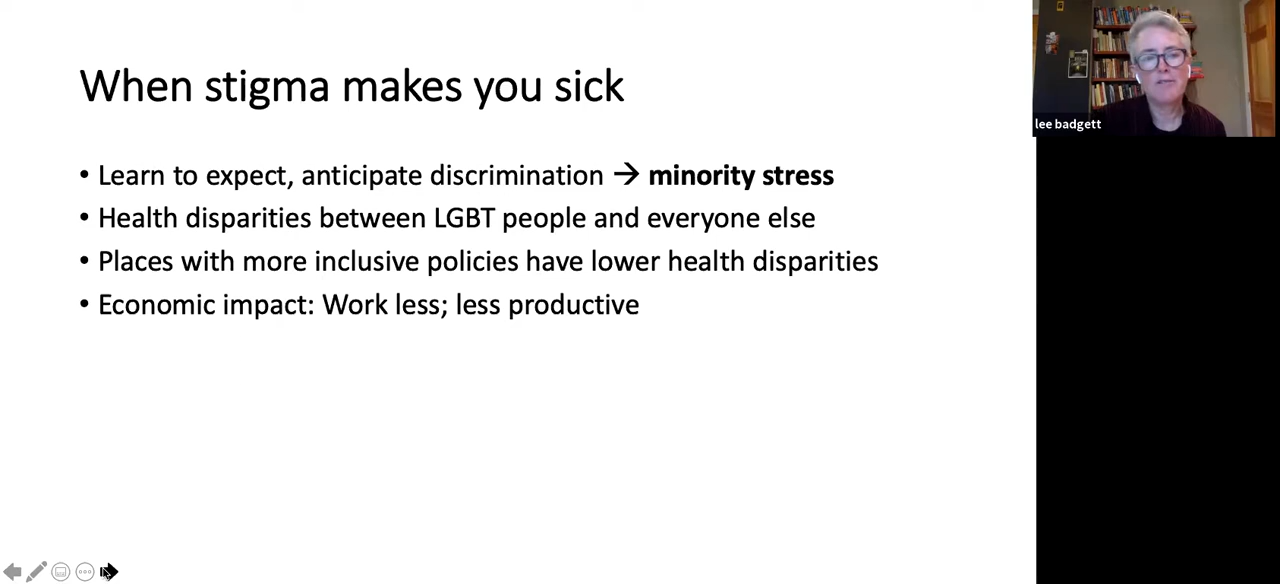 When stigma makes you sick
• Learn to expect, anticipate discrimination → minority stress
• Health disparities between LGBT people and everyone else
• Places with more inclusive policies have lower health disparities
• Economic impact: Work less; less productive
lee badgett